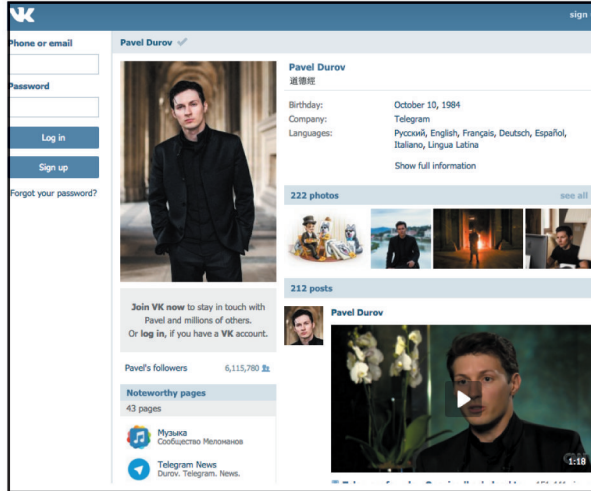 VK
sign
Phone or email
Password
Log in
Sign up
Forgot your password?
Pavel Durov
Pavel Durov
道德經
Birthday: October 10, 1984
Company: Telegram
Languages: Русский, English, Français, Deutsch, Español,
Italiano, Lingua Latina
Show full information
222 photos see all
212 posts
Pavel Durov
1:18
Join VK now to stay in touch with
Pavel and millions of others.
Or log in, if you have a VK account.
Pavel's followers 6,115,780
Noteworthy pages
43 pages
Музыка
Сообщество Меломанов
Telegram News
Durov. Telegram. News.